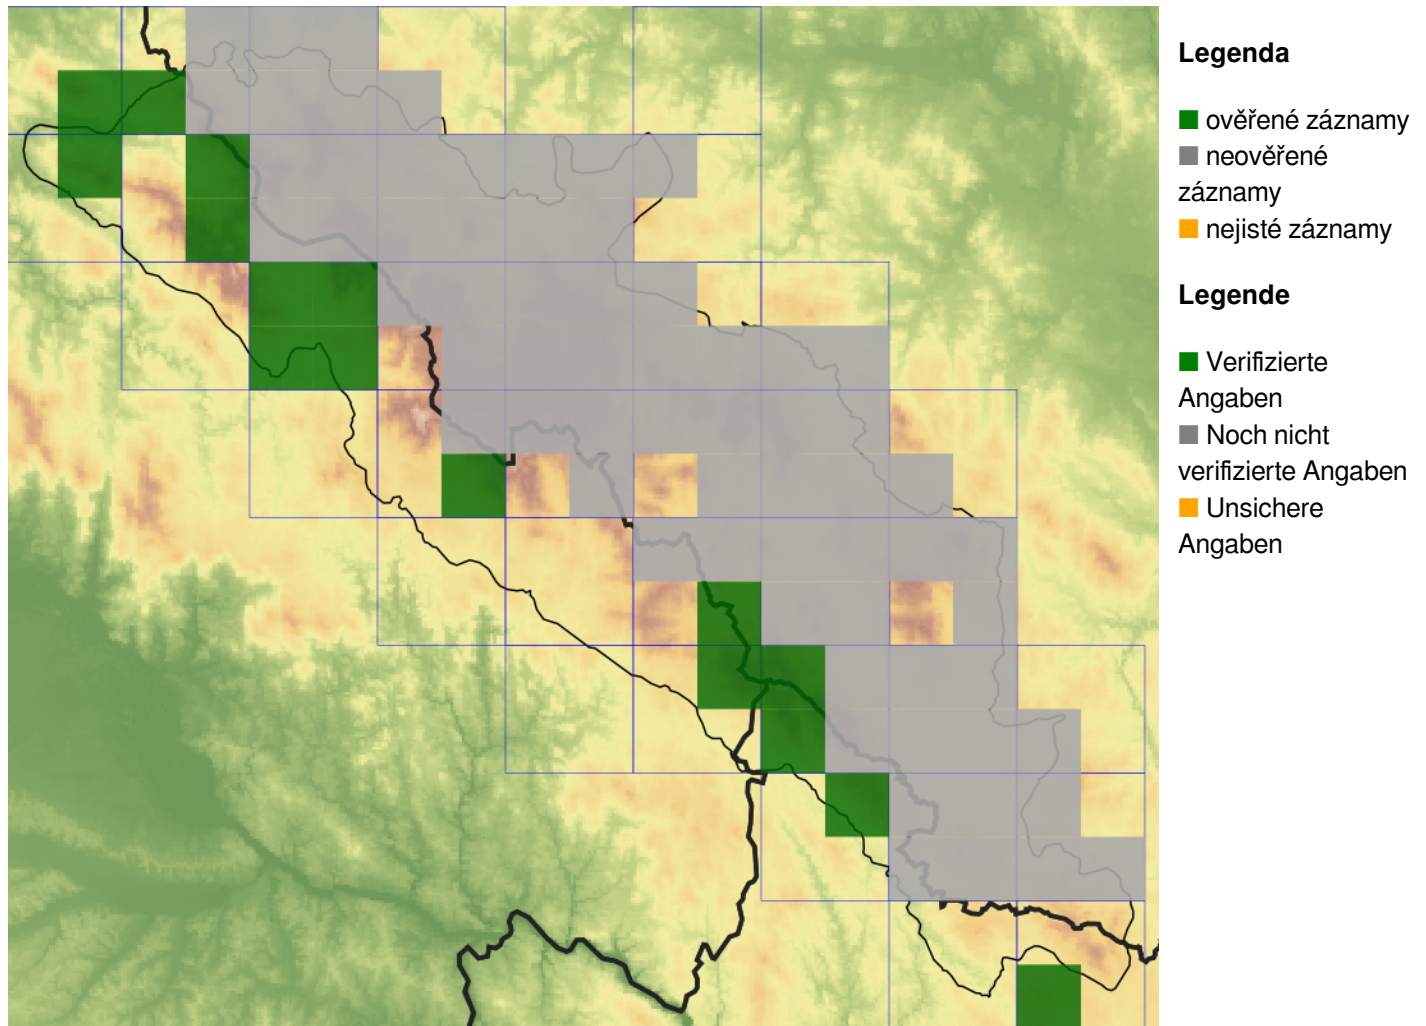 Legenda
ověřené záznamy
neověřené
záznamy
nejisté záznamy
Legende
Verifizierte
Angaben
Noch nicht
verifizierte Angaben
Unsichere
Angaben